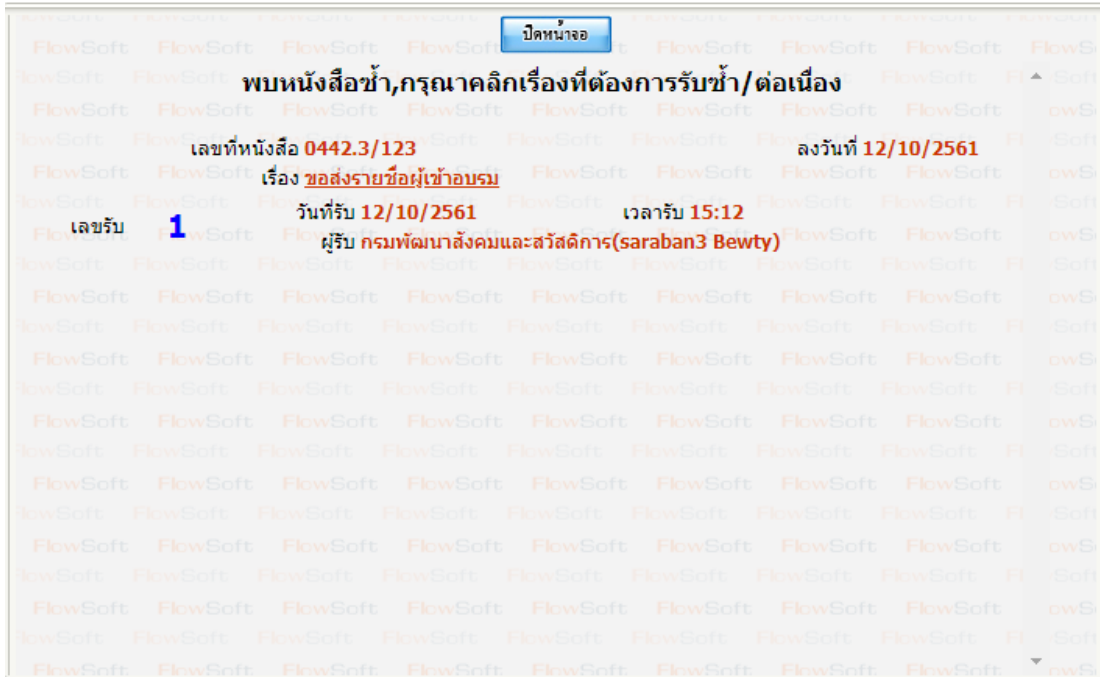 ปิดหน้าจอ
พบหนังสือซ้ำ,กรุณาคลิกเรื่องที่ต้องการรับซ้ำ/ต่อเนื่อง
เลขที่หนังสือ 0442.3/123 ลงวันที่ 12/10/2561
เรื่อง ขอส่งรายชื่อผู้เข้าอบรม
วันที่รับ 12/10/2561 เวลารับ 15:12
เลขรับ 1
ผู้รับ กรมพัฒนาสังคมและสวัสดิการ(saraban3 Bewty)